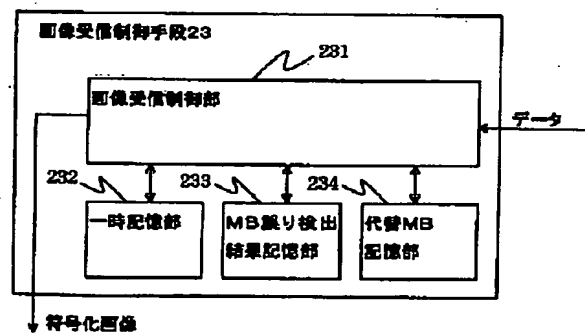 画像受信制御手段23
231
画像受信制御部
データ
232
233
234
一時記憶部
MB誤り検出
結果記憶部
代替MB
記憶部
符号化画像